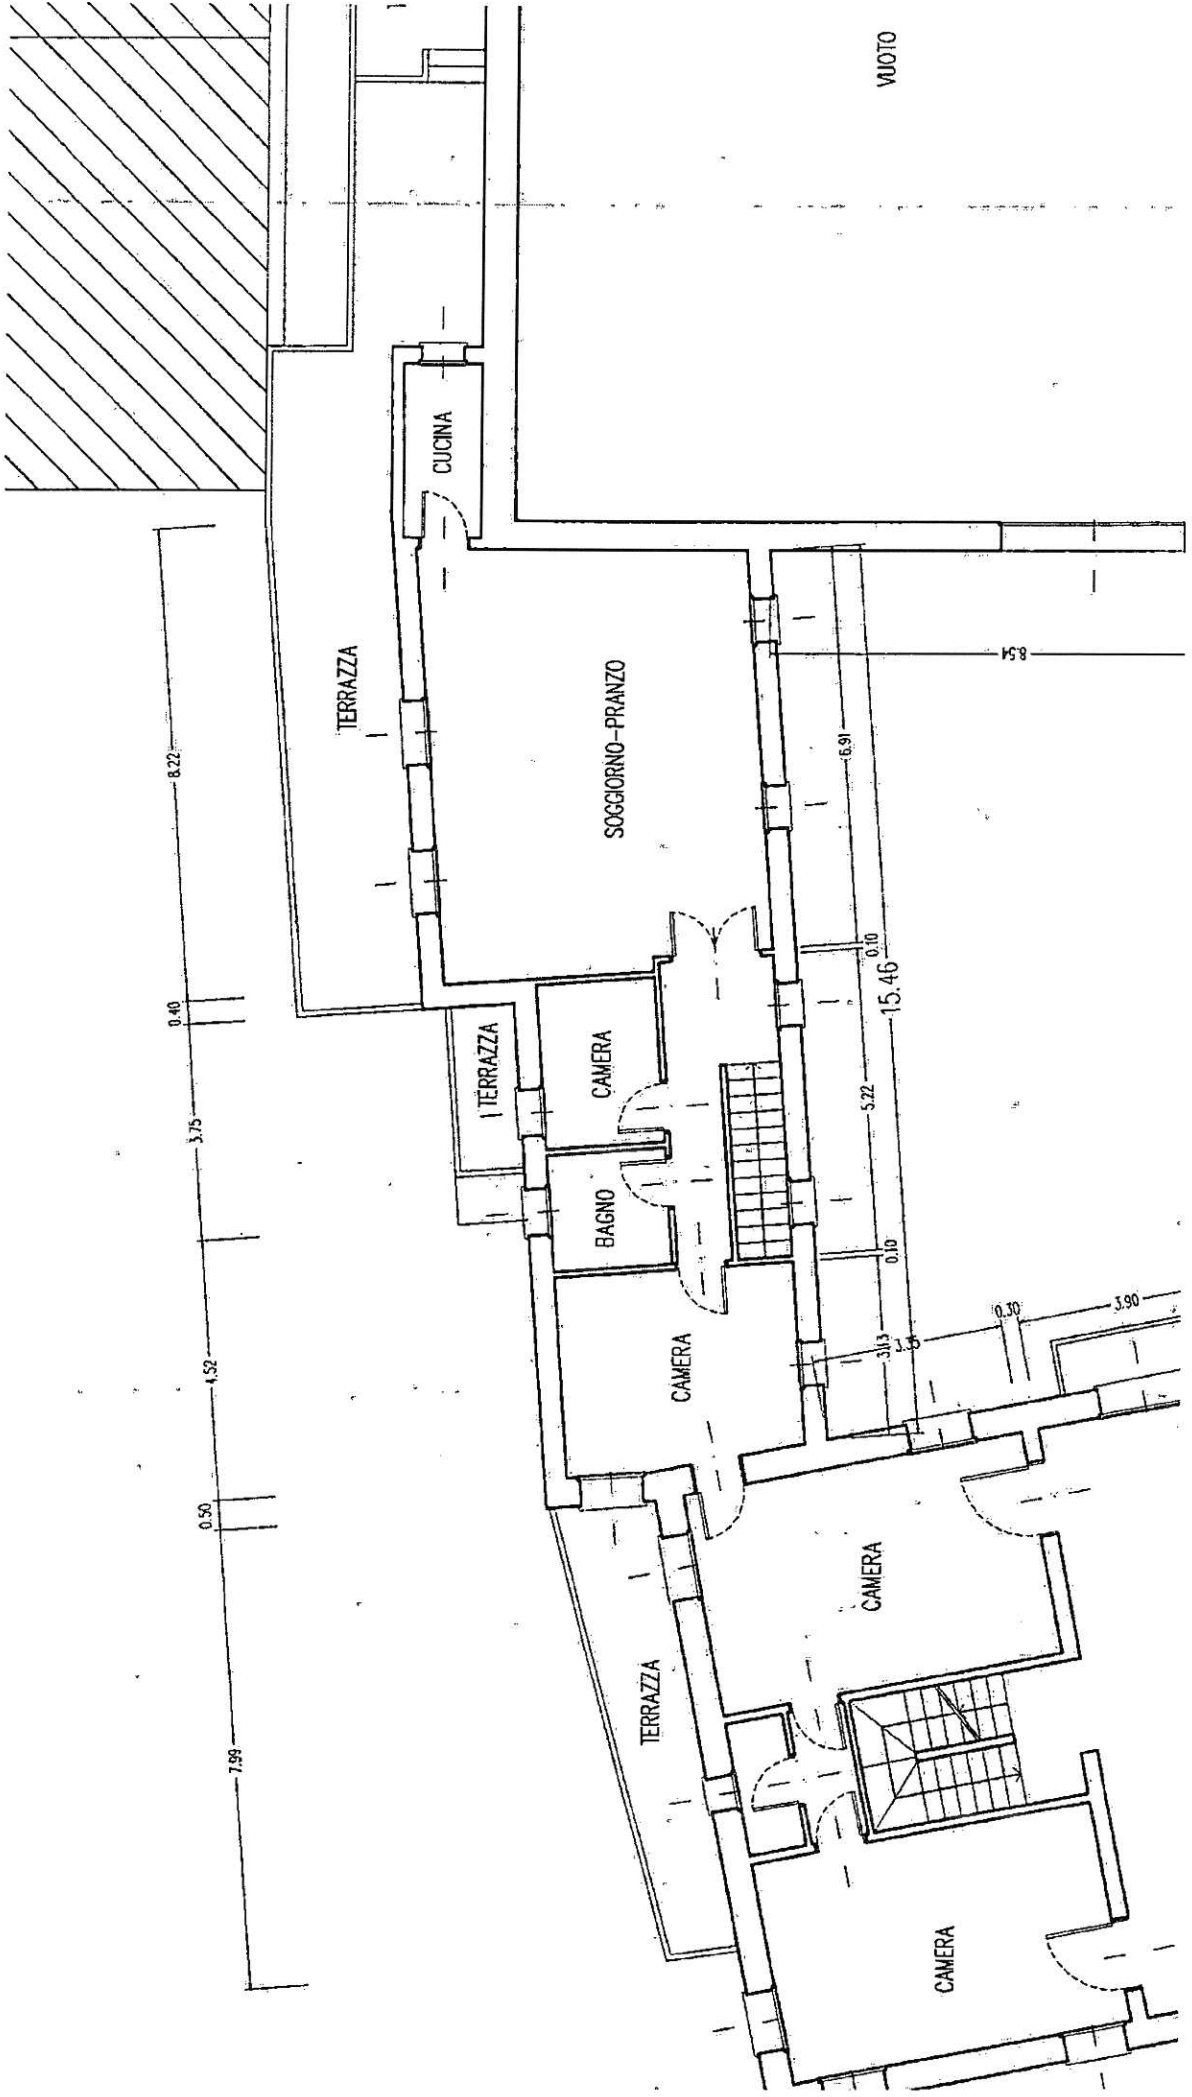 VUOTO
CUCINA
TERRAZZA
SOGGIORNO-PRANZO
8.54
8.22
6.91
0.40
0.10
15.46
TERRAZZA
CAMERA
3.75
5.22
BAGNO
0.10
0.30
3.90
4.52
CAMERA
3.13
3.35
0.50
CAMERA
TERRAZZA
7.99
CAMERA